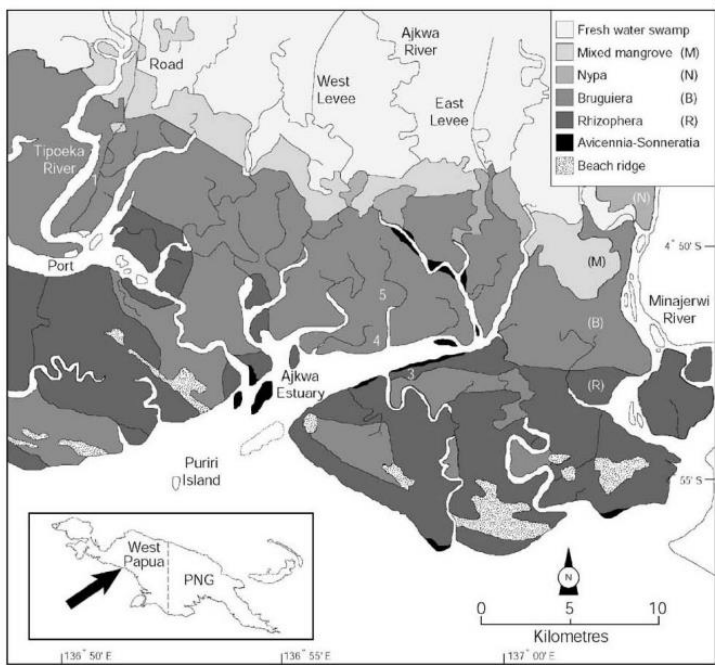 Fresh water swamp
Mixed mangrove (M)
Nypa (N)
Bruguiera (B)
Rhizophera (R)
Avicennia-Sonneratia
Beach ridge
Road
West
Levee
Ajkwa
River
East
Levee
Tipoeka
River
1
(N)
4° 50'
(M)
Port
Minajerwi
River
5
(B)
4
Ajkwa
Estuary
3
(R)
Puriri
Island
55' S
West
Papua
PNG
N
0 5 10
Kilometres
136° 50' E
136° 55' E
137° 00' E